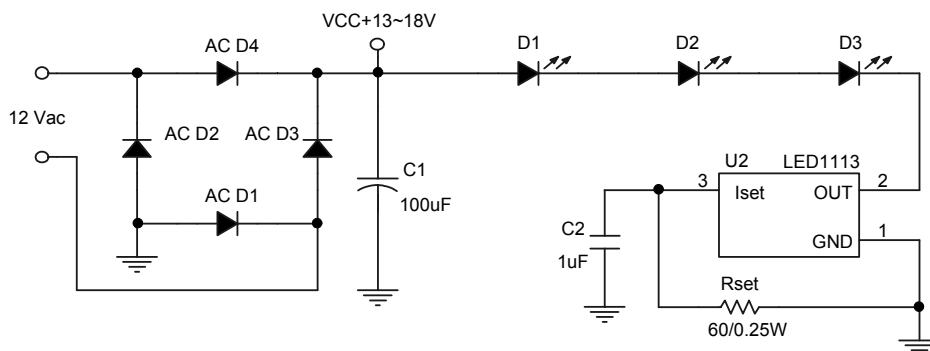 VCC+13~18V
AC D4
D1
D2
D3
12 Vac
AC D2
AC D3
C1
100uF
AC D1
U2
LED1113
3
Iset
OUT
2
GND
1
C2
1uF
Rset
60/0.25W